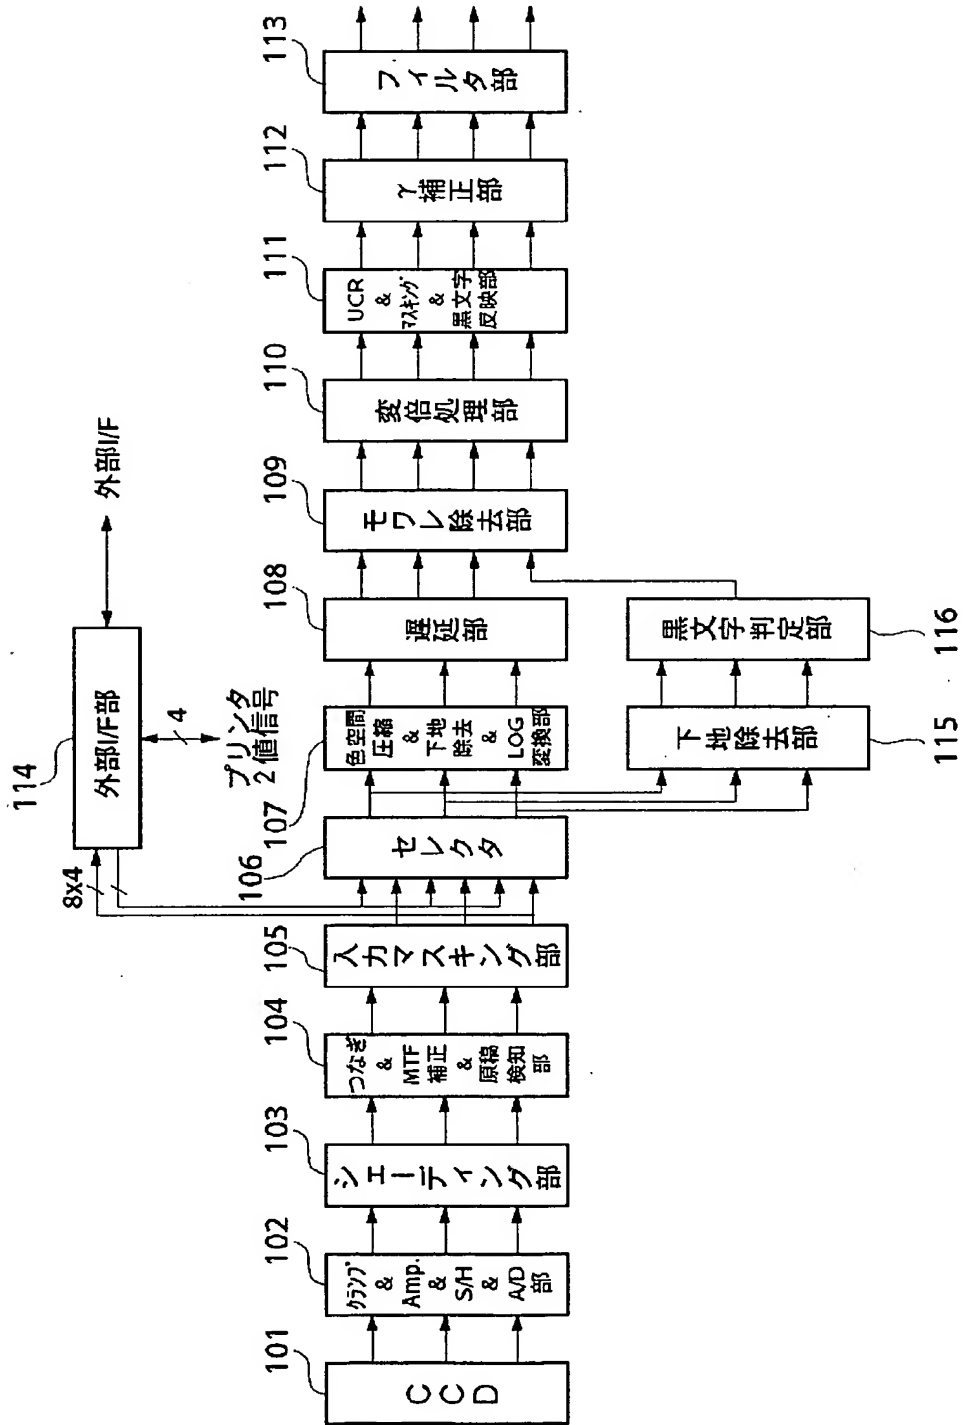 101
CCD
102
クランプ
&
Amp.
&
S/H
&
A/D
部
103
シェーディング部
104
つなぎ
&
MTF
補正
&
原稿
検知
部
105
入力マスキング部
106
セレクタ
107
色空間
圧縮
&
下地
除去
&
LOG
変換部
108
遅延部
109
モワレ除去部
110
変倍処理部
111
UCR
&
マスキング
&
黒文字
反映部
112
γ補正部
113
フィルタ部
114
外部I/F部
外部I/F
8x4
4
プリンタ
2値信号
115
下地除去部
116
黒文字判定部